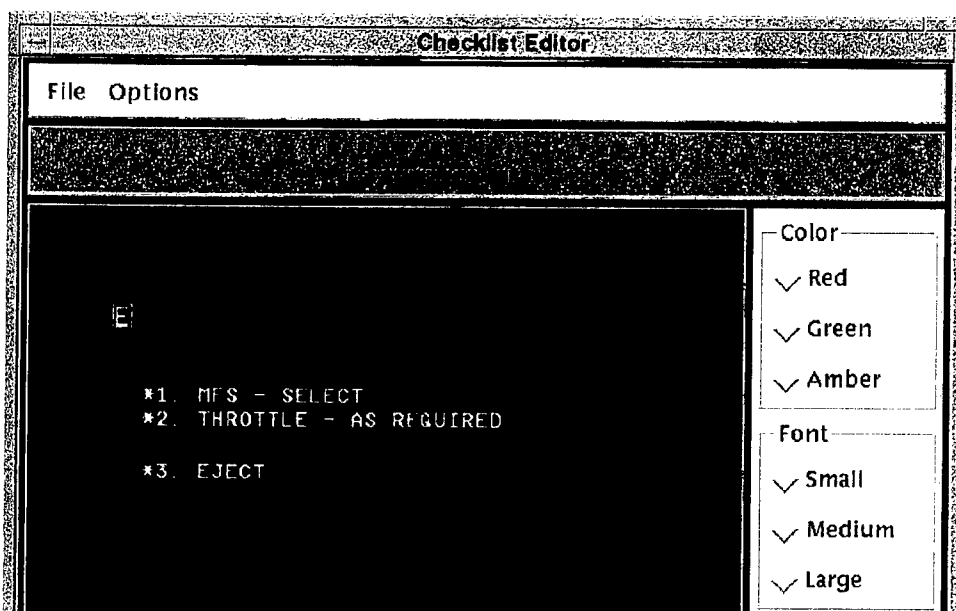 Checklist Editor
File Options
E
*1. MFS - SELECT
*2. THROTTLE - AS REQUIRED
*3. EJECT
Color
Red
Green
Amber
Font
Small
Medium
Large